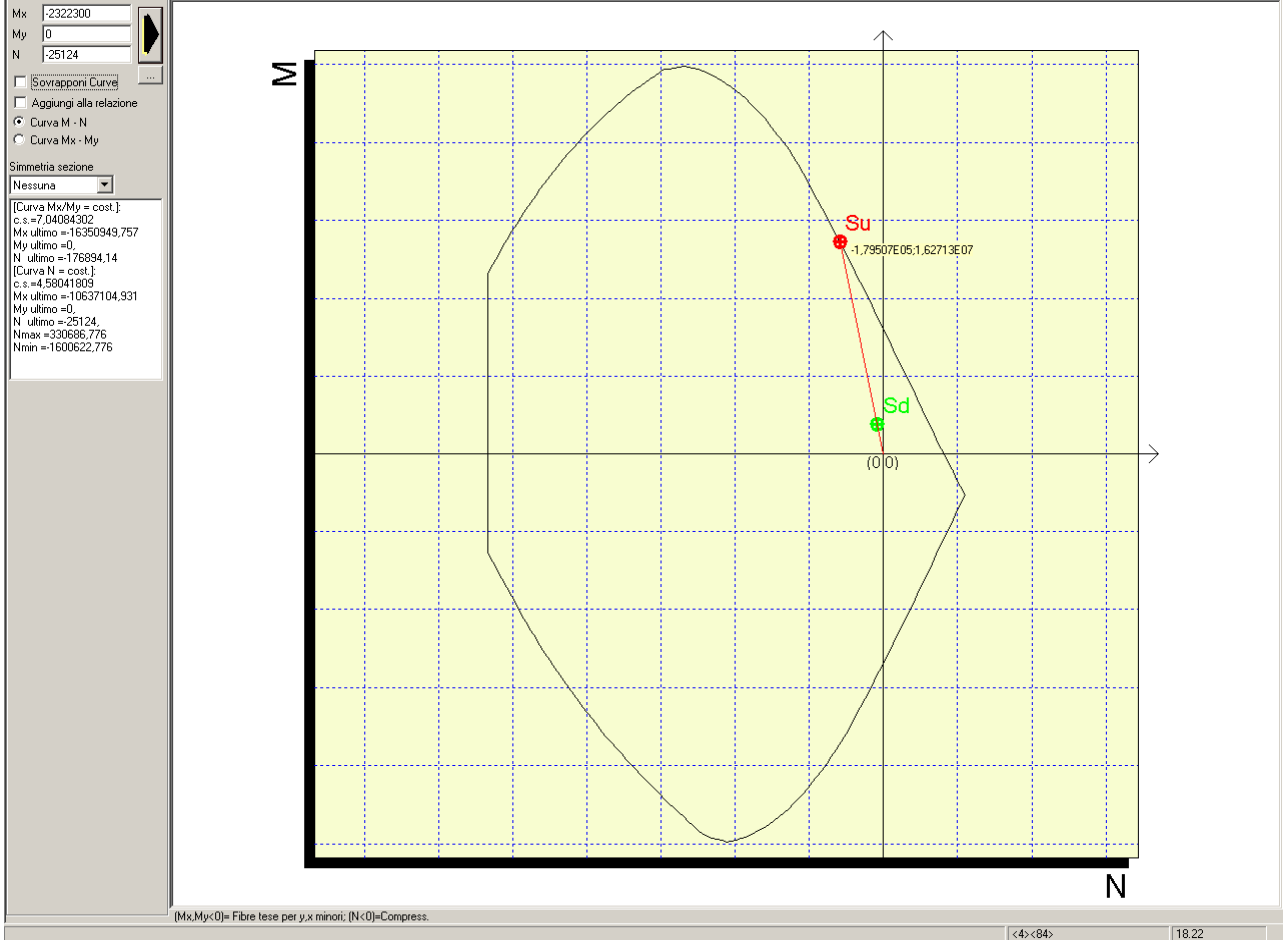 Mx -2322300
My 0
N -25124
...
Sovrapponi Curve
Aggiungi alla relazione
Curva M - N
Curva Mx - My
Simmetria sezione
Nessuna
[Curva Mx/My = cost.]:
c.s.=7,04084302
Mx ultimo =-16350949,757
My ultimo =0,
N ultimo =-176894,14
[Curva N = cost.]:
c.s.=4,58041809
Mx ultimo =-10637104,931
My ultimo =0,
N ultimo =-25124,
Nmax =330686,776
Nmin =-1600622,776
M
Su
-1,79507E05;1,62713E07
Sd
(0,0)
N
(Mx,My<0)= Fibre tese per y,x minori; (N<0)=Compress.
<4><84>
18.22